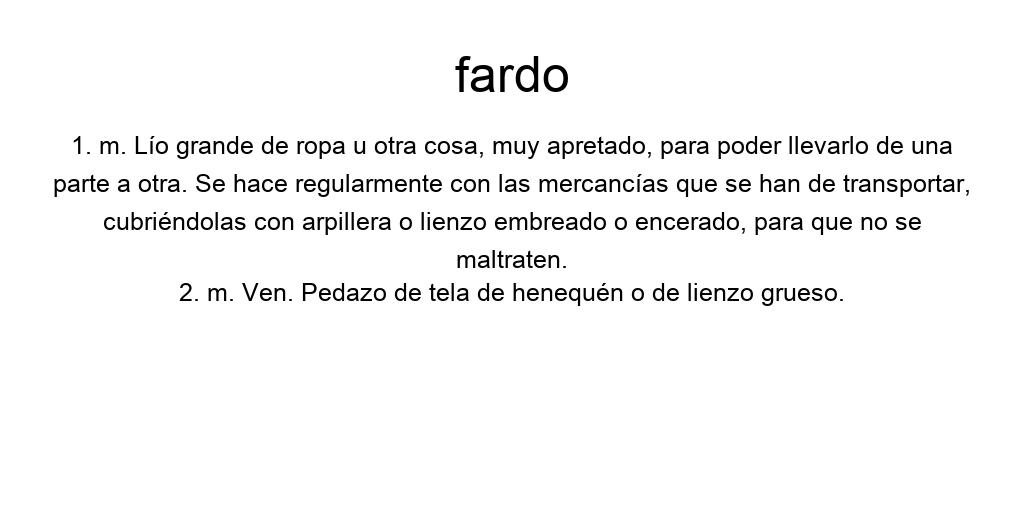 fardo
1. m. Lío grande de ropa u otra cosa, muy apretado, para poder llevarlo de una
parte a otra. Se hace regularmente con las mercancías que se han de transportar,
cubriéndolas con arpillera o lienzo embreado o encerado, para que no se
maltraten.
2. m. Ven. Pedazo de tela de henequén o de lienzo grueso.